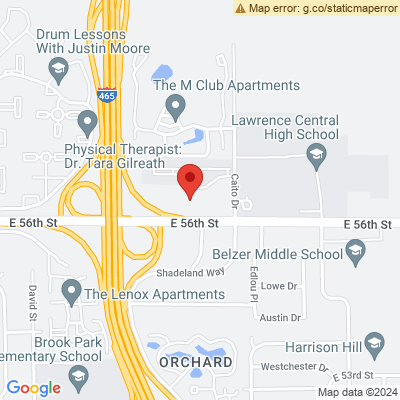 Map error: g.co/staticmaperror
Drum Lessons
With Justin Moore
465
The M Club Apartments
Lawrence Central
High School
Physical Therapist:
Dr. Tara Gilreath
Caito Dr
E 56th St
E 56th St
E 56th St
Belzer Middle School
Shadeland Way
Edlou Pl
Lowe Dr
David St
The Lenox Apartments
Austin Dr
Brook Park
Elementary School
ORCHARD
Harrison Hill
Westchester Dr
E 53rd St
Google
Map data ©2024